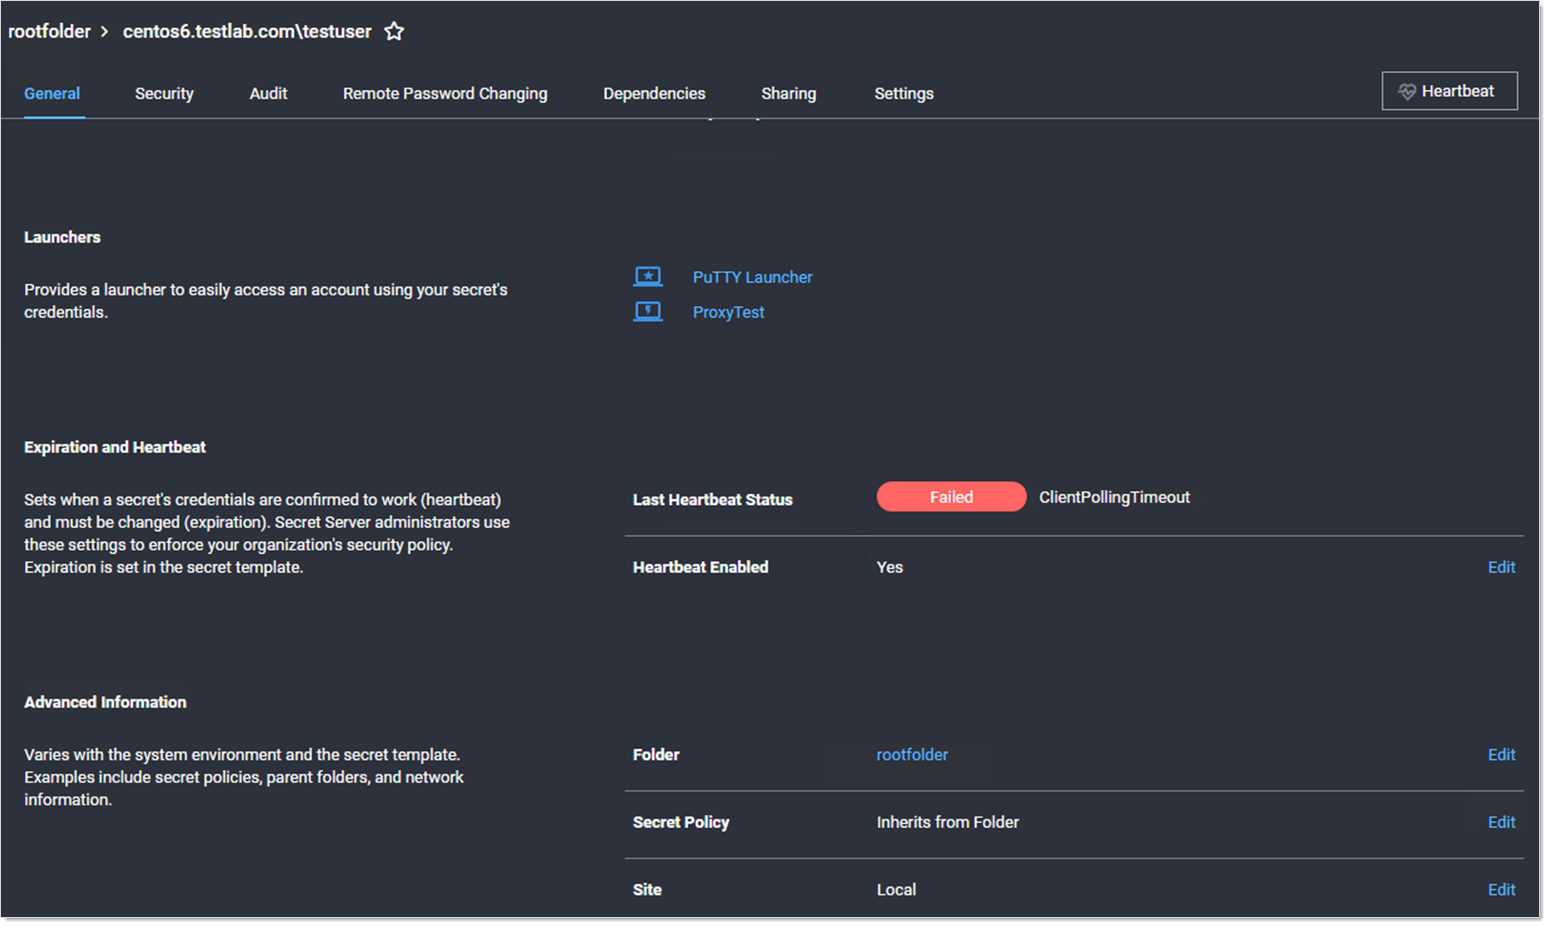 rootfolder > centos6.testlab.com\testuser
General Security Audit Remote Password Changing Dependencies Sharing Settings Heartbeat
Launchers
Provides a launcher to easily access an account using your secret's
credentials.
PuTTY Launcher
ProxyTest
Expiration and Heartbeat
Sets when a secret's credentials are confirmed to work (heartbeat)
and must be changed (expiration). Secret Server administrators use
these settings to enforce your organization's security policy.
Expiration is set in the secret template.
Last Heartbeat Status Failed ClientPollingTimeout
Heartbeat Enabled Yes Edit
Advanced Information
Varies with the system environment and the secret template.
Examples include secret policies, parent folders, and network
information.
Folder rootfolder Edit
Secret Policy Inherits from Folder Edit
Site Local Edit